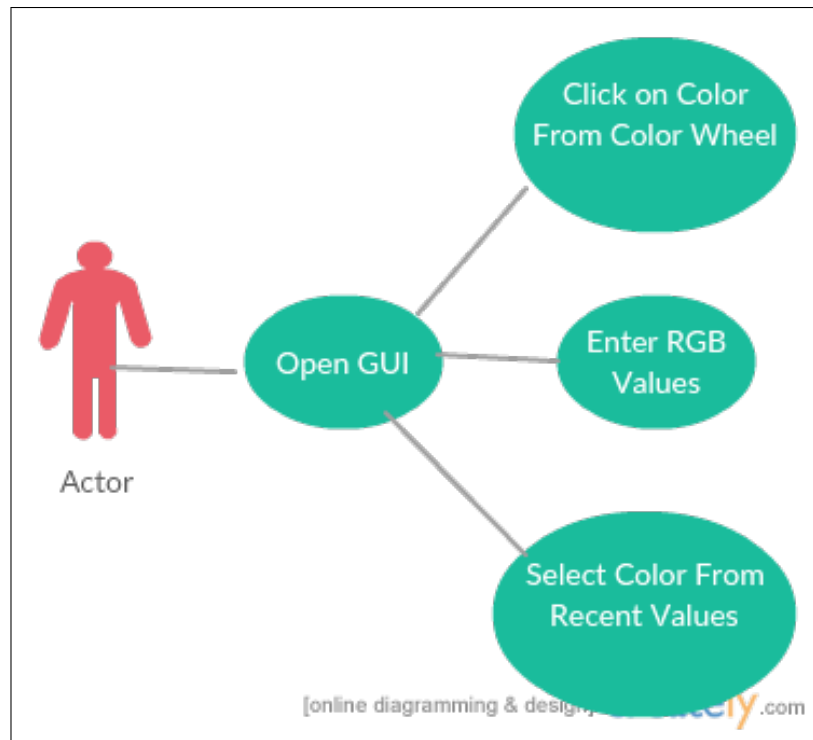 Click on Color
From Color Wheel
Open GUI
Enter RGB
Values
Actor
Select Color From
Recent Values
[online diagramming & design]
.com